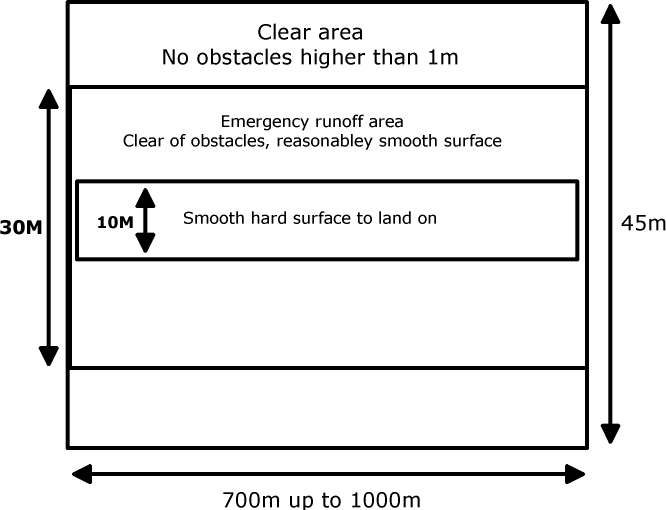 Clear area
No obstacles higher than 1m
Emergency runoff area
Clear of obstacles, reasonabley smooth surface
30M
10M
Smooth hard surface to land on
45m
700m up to 1000m